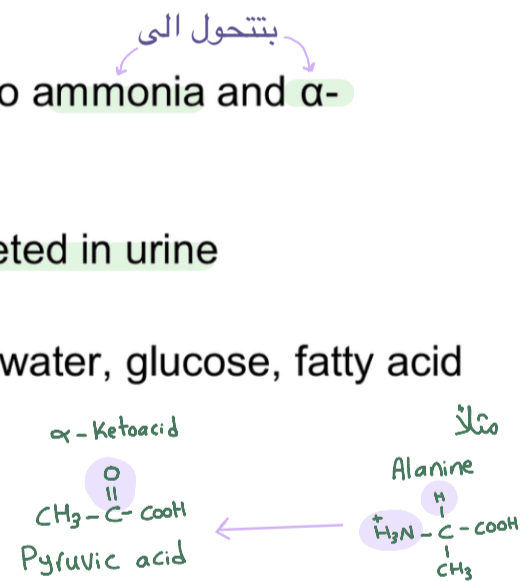 بتتحول الى
o ammonia and α-
eted in urine
water, glucose, fatty acid
α-Ketoacid
مثلاً
Alanine
O
||
CH3-C-COOH
Pyruvic acid
H
|
+
H3N-C-COOH
|
CH3